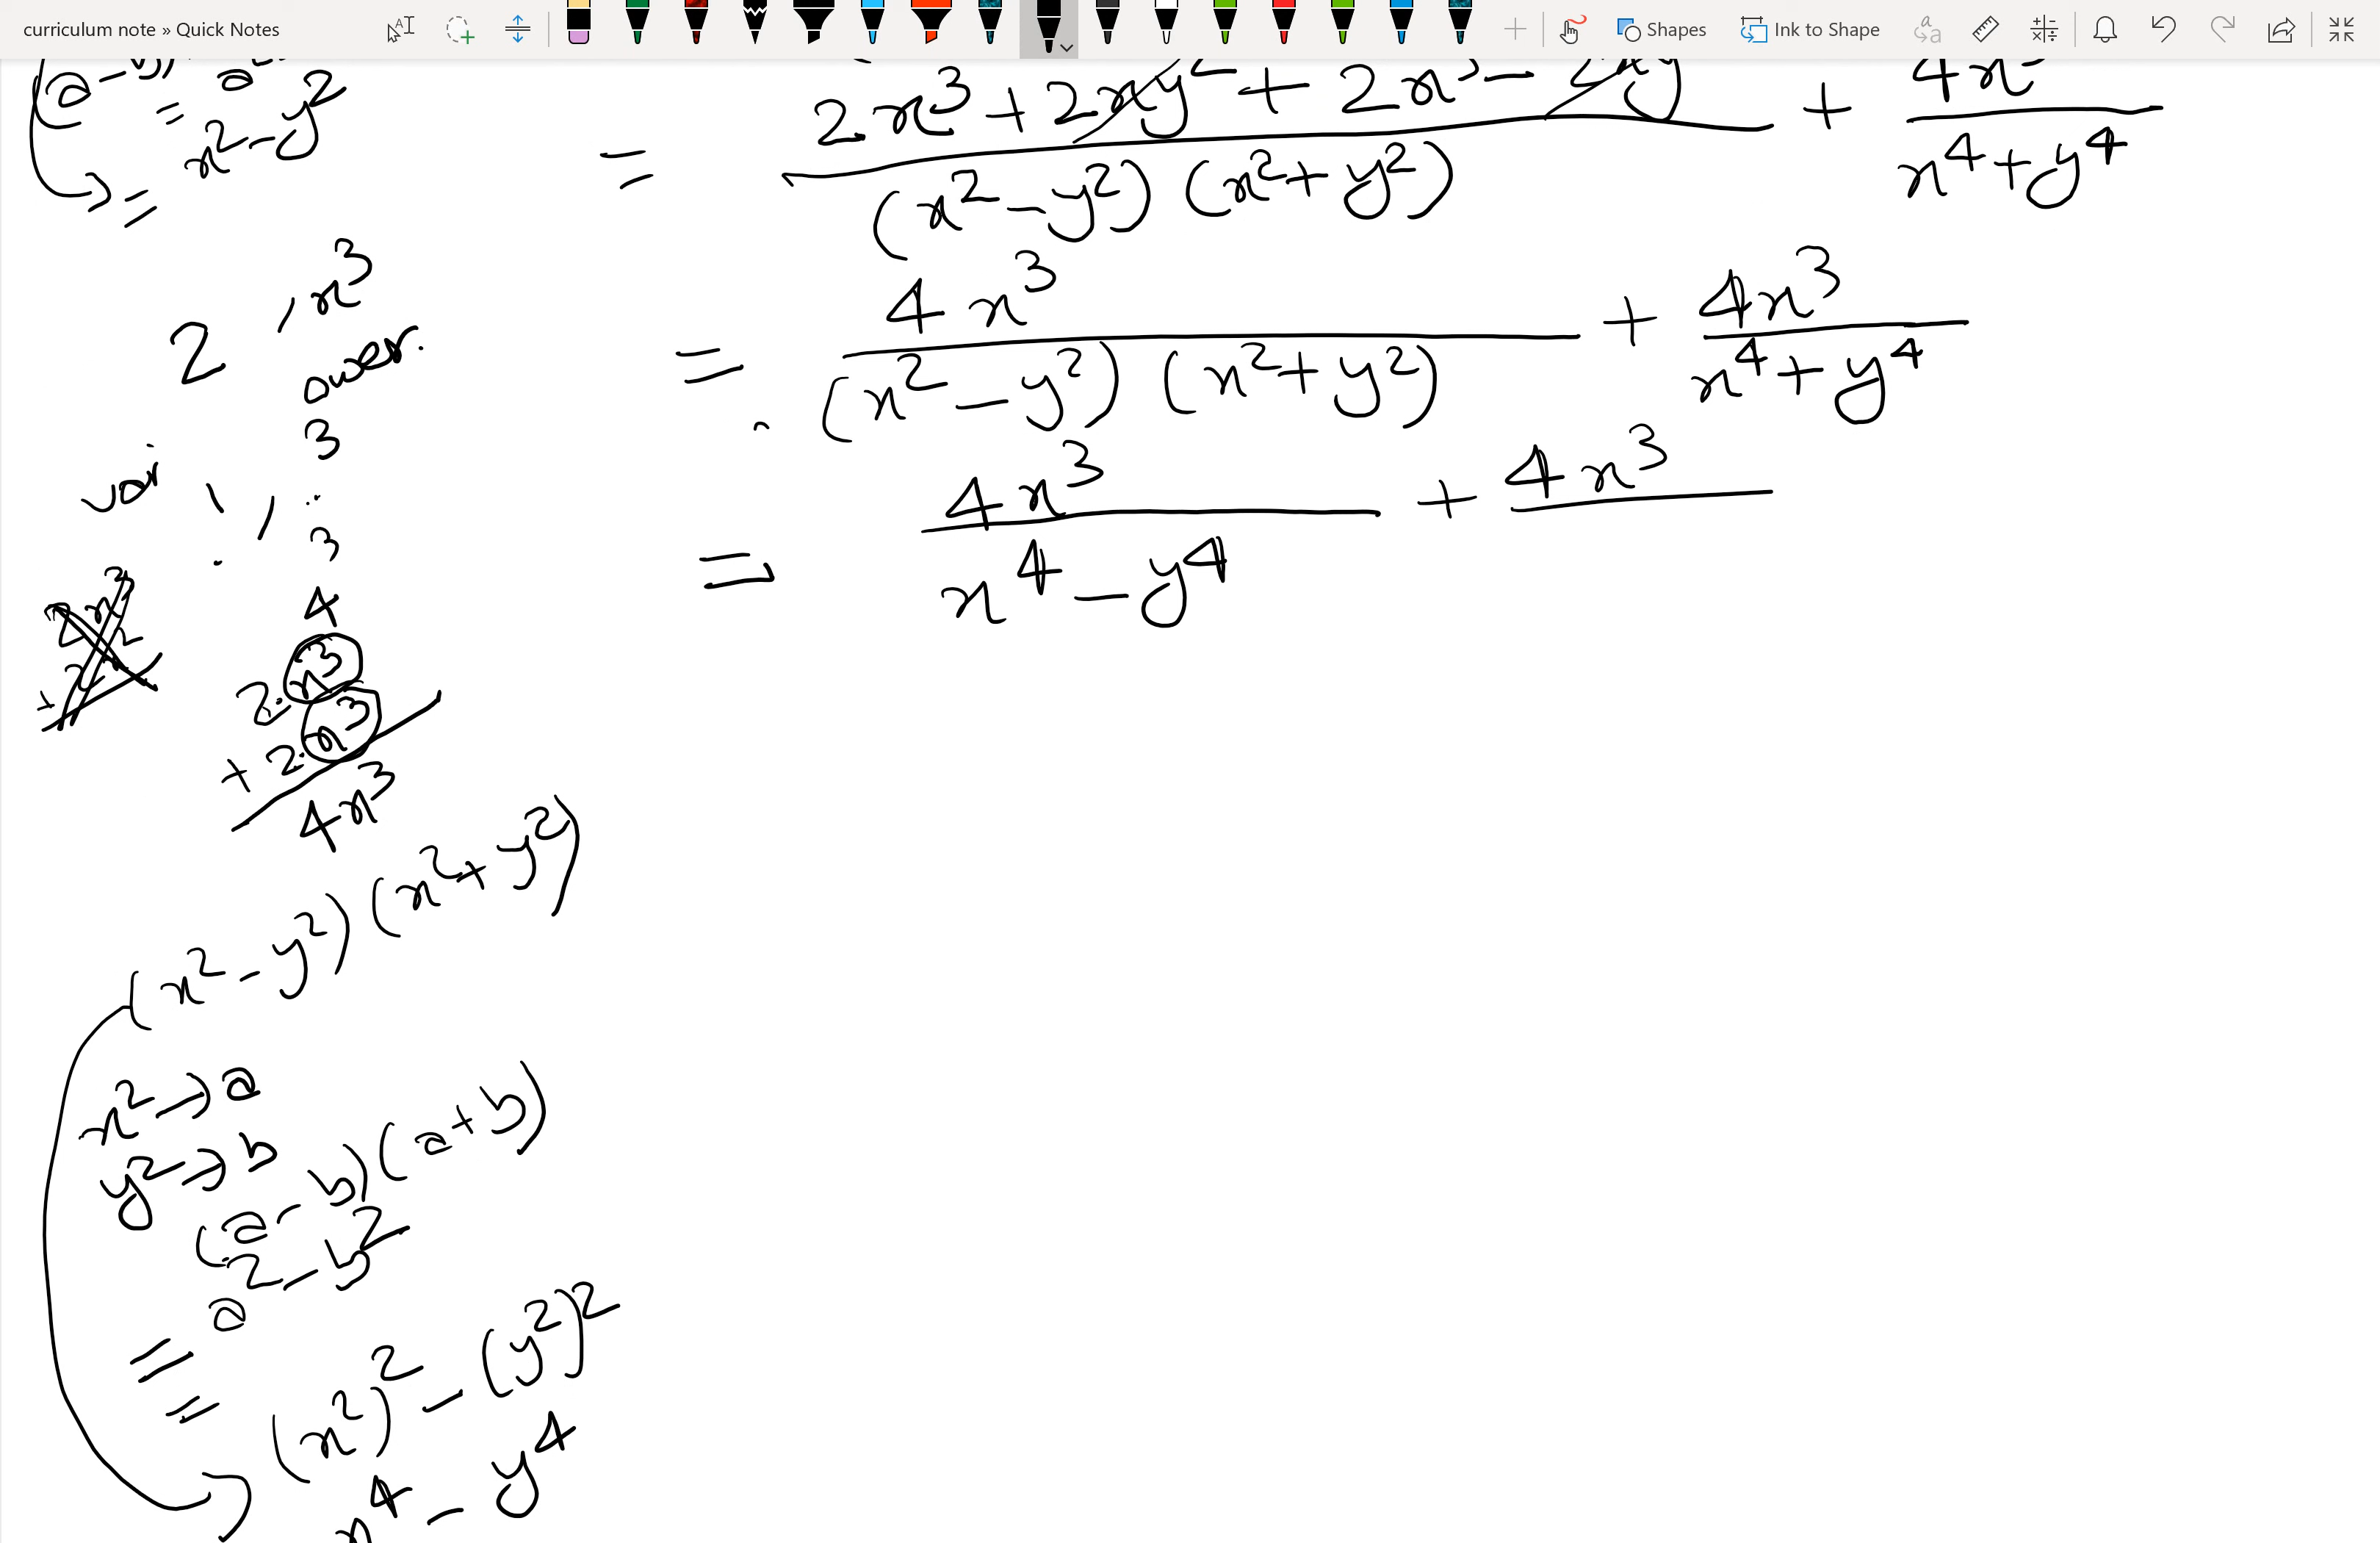 curriculum note » Quick Notes
Shapes
Ink to Shape
= x² - y²
= (2x³ + 2xy² + 2x³ - 2xy²) / ((x² - y²)(x² + y²)) + 4x³ / (x⁴ + y⁴)
= 4x³ / ((x² - y²)(x² + y²)) + 4x³ / (x⁴ + y⁴)
= 4x³ / (x⁴ - y⁴) + 4x³
2 , x³
3
3
4
2·x³
+ 2·x³
4x³
(x² - y²)(x² + y²)
x² → a
y² → b
(a - b)(a + b)
= a² - b²
= (x²)² - (y²)²
x⁴ - y⁴